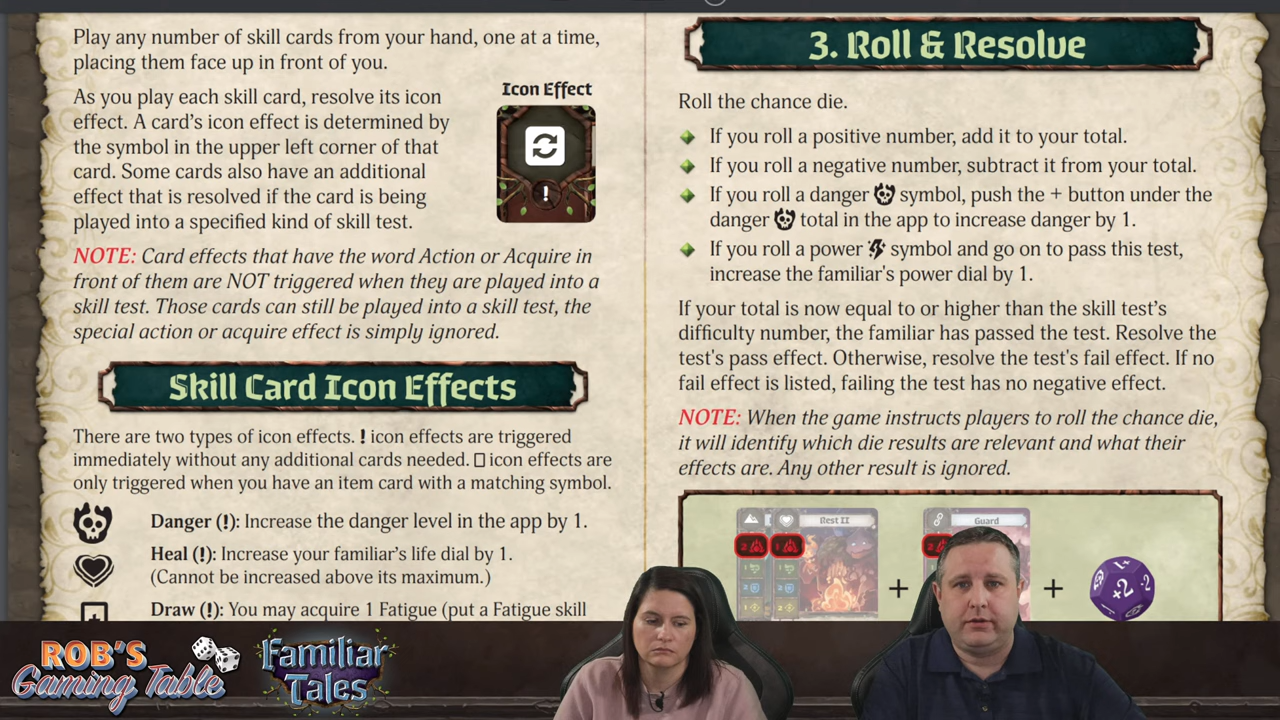 Play any number of skill cards from your hand, one at a time,
placing them face up in front of you.
As you play each skill card, resolve its icon
effect. A card's icon effect is determined by
the symbol in the upper left corner of that
card. Some cards also have an additional
effect that is resolved if the card is being
played into a specified kind of skill test.
Icon Effect
!
NOTE: Card effects that have the word Action or Acquire in
front of them are NOT triggered when they are played into a
skill test. Those cards can still be played into a skill test, the
special action or acquire effect is simply ignored.
Skill Card Icon Effects
There are two types of icon effects. ! icon effects are triggered
immediately without any additional cards needed. □ icon effects are
only triggered when you have an item card with a matching symbol.
Danger (!): Increase the danger level in the app by 1.
Heal (!): Increase your familiar's life dial by 1.
(Cannot be increased above its maximum.)
Draw (!): You may acquire 1 Fatigue (put a Fatigue skill
3. Roll & Resolve
Roll the chance die.
If you roll a positive number, add it to your total.
If you roll a negative number, subtract it from your total.
If you roll a danger symbol, push the + button under the
danger total in the app to increase danger by 1.
If you roll a power symbol and go on to pass this test,
increase the familiar's power dial by 1.
If your total is now equal to or higher than the skill test's
difficulty number, the familiar has passed the test. Resolve the
test's pass effect. Otherwise, resolve the test's fail effect. If no
fail effect is listed, failing the test has no negative effect.
NOTE: When the game instructs players to roll the chance die,
it will identify which die results are relevant and what their
effects are. Any other result is ignored.
Rest II
Guard
2 1 2
+ + +2
ROB'S
Gaming Table
Familiar
Tales